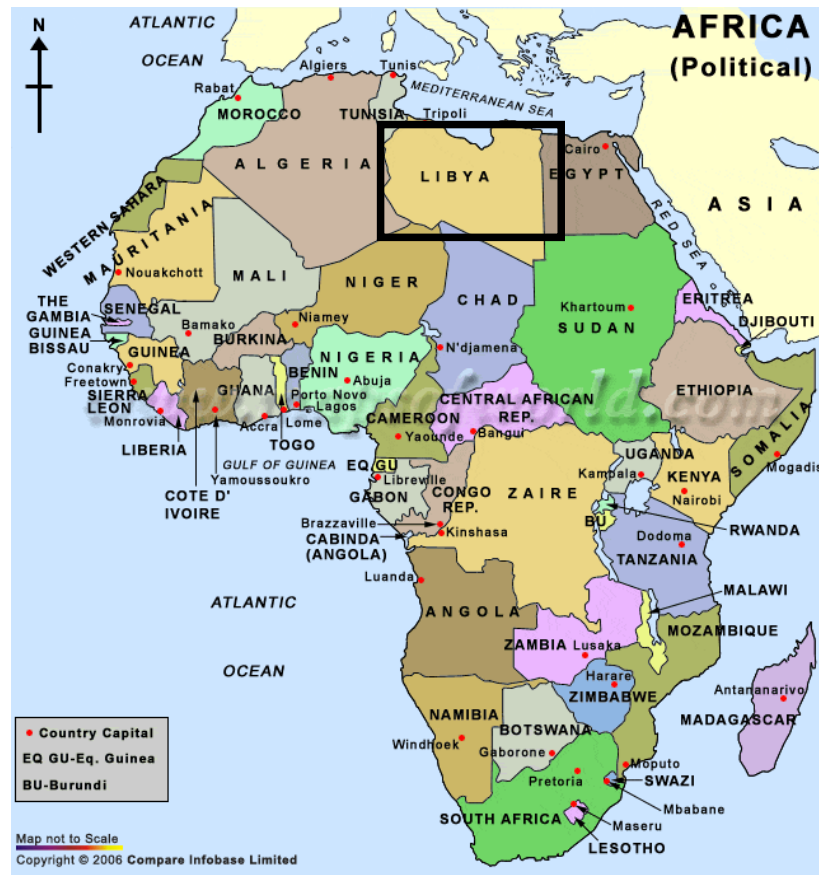 AFRICA
(Political)
N
ATLANTIC
OCEAN
Algiers
Tunis
Rabat
MEDITERRANEAN SEA
MOROCCO
TUNISIA
Tripoli
ALGERIA
LIBYA
Cairo
EGYPT
ASIA
RED SEA
WESTERN SAHARA
MAURITANIA
Nouakchott
MALI
NIGER
CHAD
Khartoum
SUDAN
ERITREA
DJIBOUTI
THE
GAMBIA
SENEGAL
GUINEA
BISSAU
Bamako
Niamey
BURKINA
GUINEA
NIGERIA
N'djamena
Conakry
Freetown
SIERRA
LEON
Monrovia
LIBERIA
GHANA
BENIN
Abuja
Porto Novo
Lagos
Accra
Lome
TOGO
CENTRAL AFRICAN
REP.
ETHIOPIA
SOMALIA
CAMEROON
Yaounde
Bangui
GULF OF GUINEA
Yamoussoukro
COTE D'
IVOIRE
EQ GU
Libreville
GABON
CONGO
REP.
ZAIRE
UGANDA
Kampala
KENYA
Nairobi
Mogadis
Brazzaville
Kinshasa
CABINDA
(ANGOLA)
BU
RWANDA
Dodoma
TANZANIA
Luanda
ATLANTIC
OCEAN
ANGOLA
MALAWI
ZAMBIA
Lusaka
MOZAMBIQUE
Harare
ZIMBABWE
Antananarivo
MADAGASCAR
NAMIBIA
Windhoek
BOTSWANA
Gaborone
Pretoria
Moputo
SWAZI
Mbabane
SOUTH AFRICA
Maseru
LESOTHO
Country Capital
EQ GU-Eq. Guinea
BU-Burundi
Map not to Scale
Copyright © 2006 Compare Infobase Limited